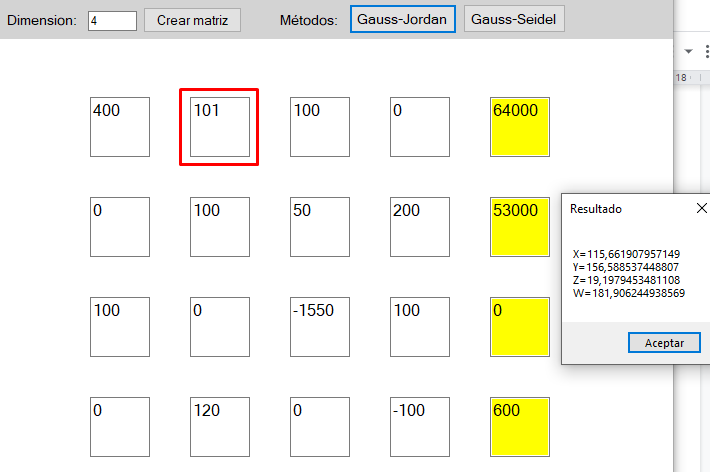 Dimension: 4 Crear matriz Métodos: Gauss-Jordan Gauss-Seidel
18
400 101 100 0 64000
0 100 50 200 53000
Resultado
X=115,661907957149
Y=156,588537448807
Z=19,1979453481108
W=181,906244938569
Aceptar
100 0 -1550 100 0
0 120 0 -100 600